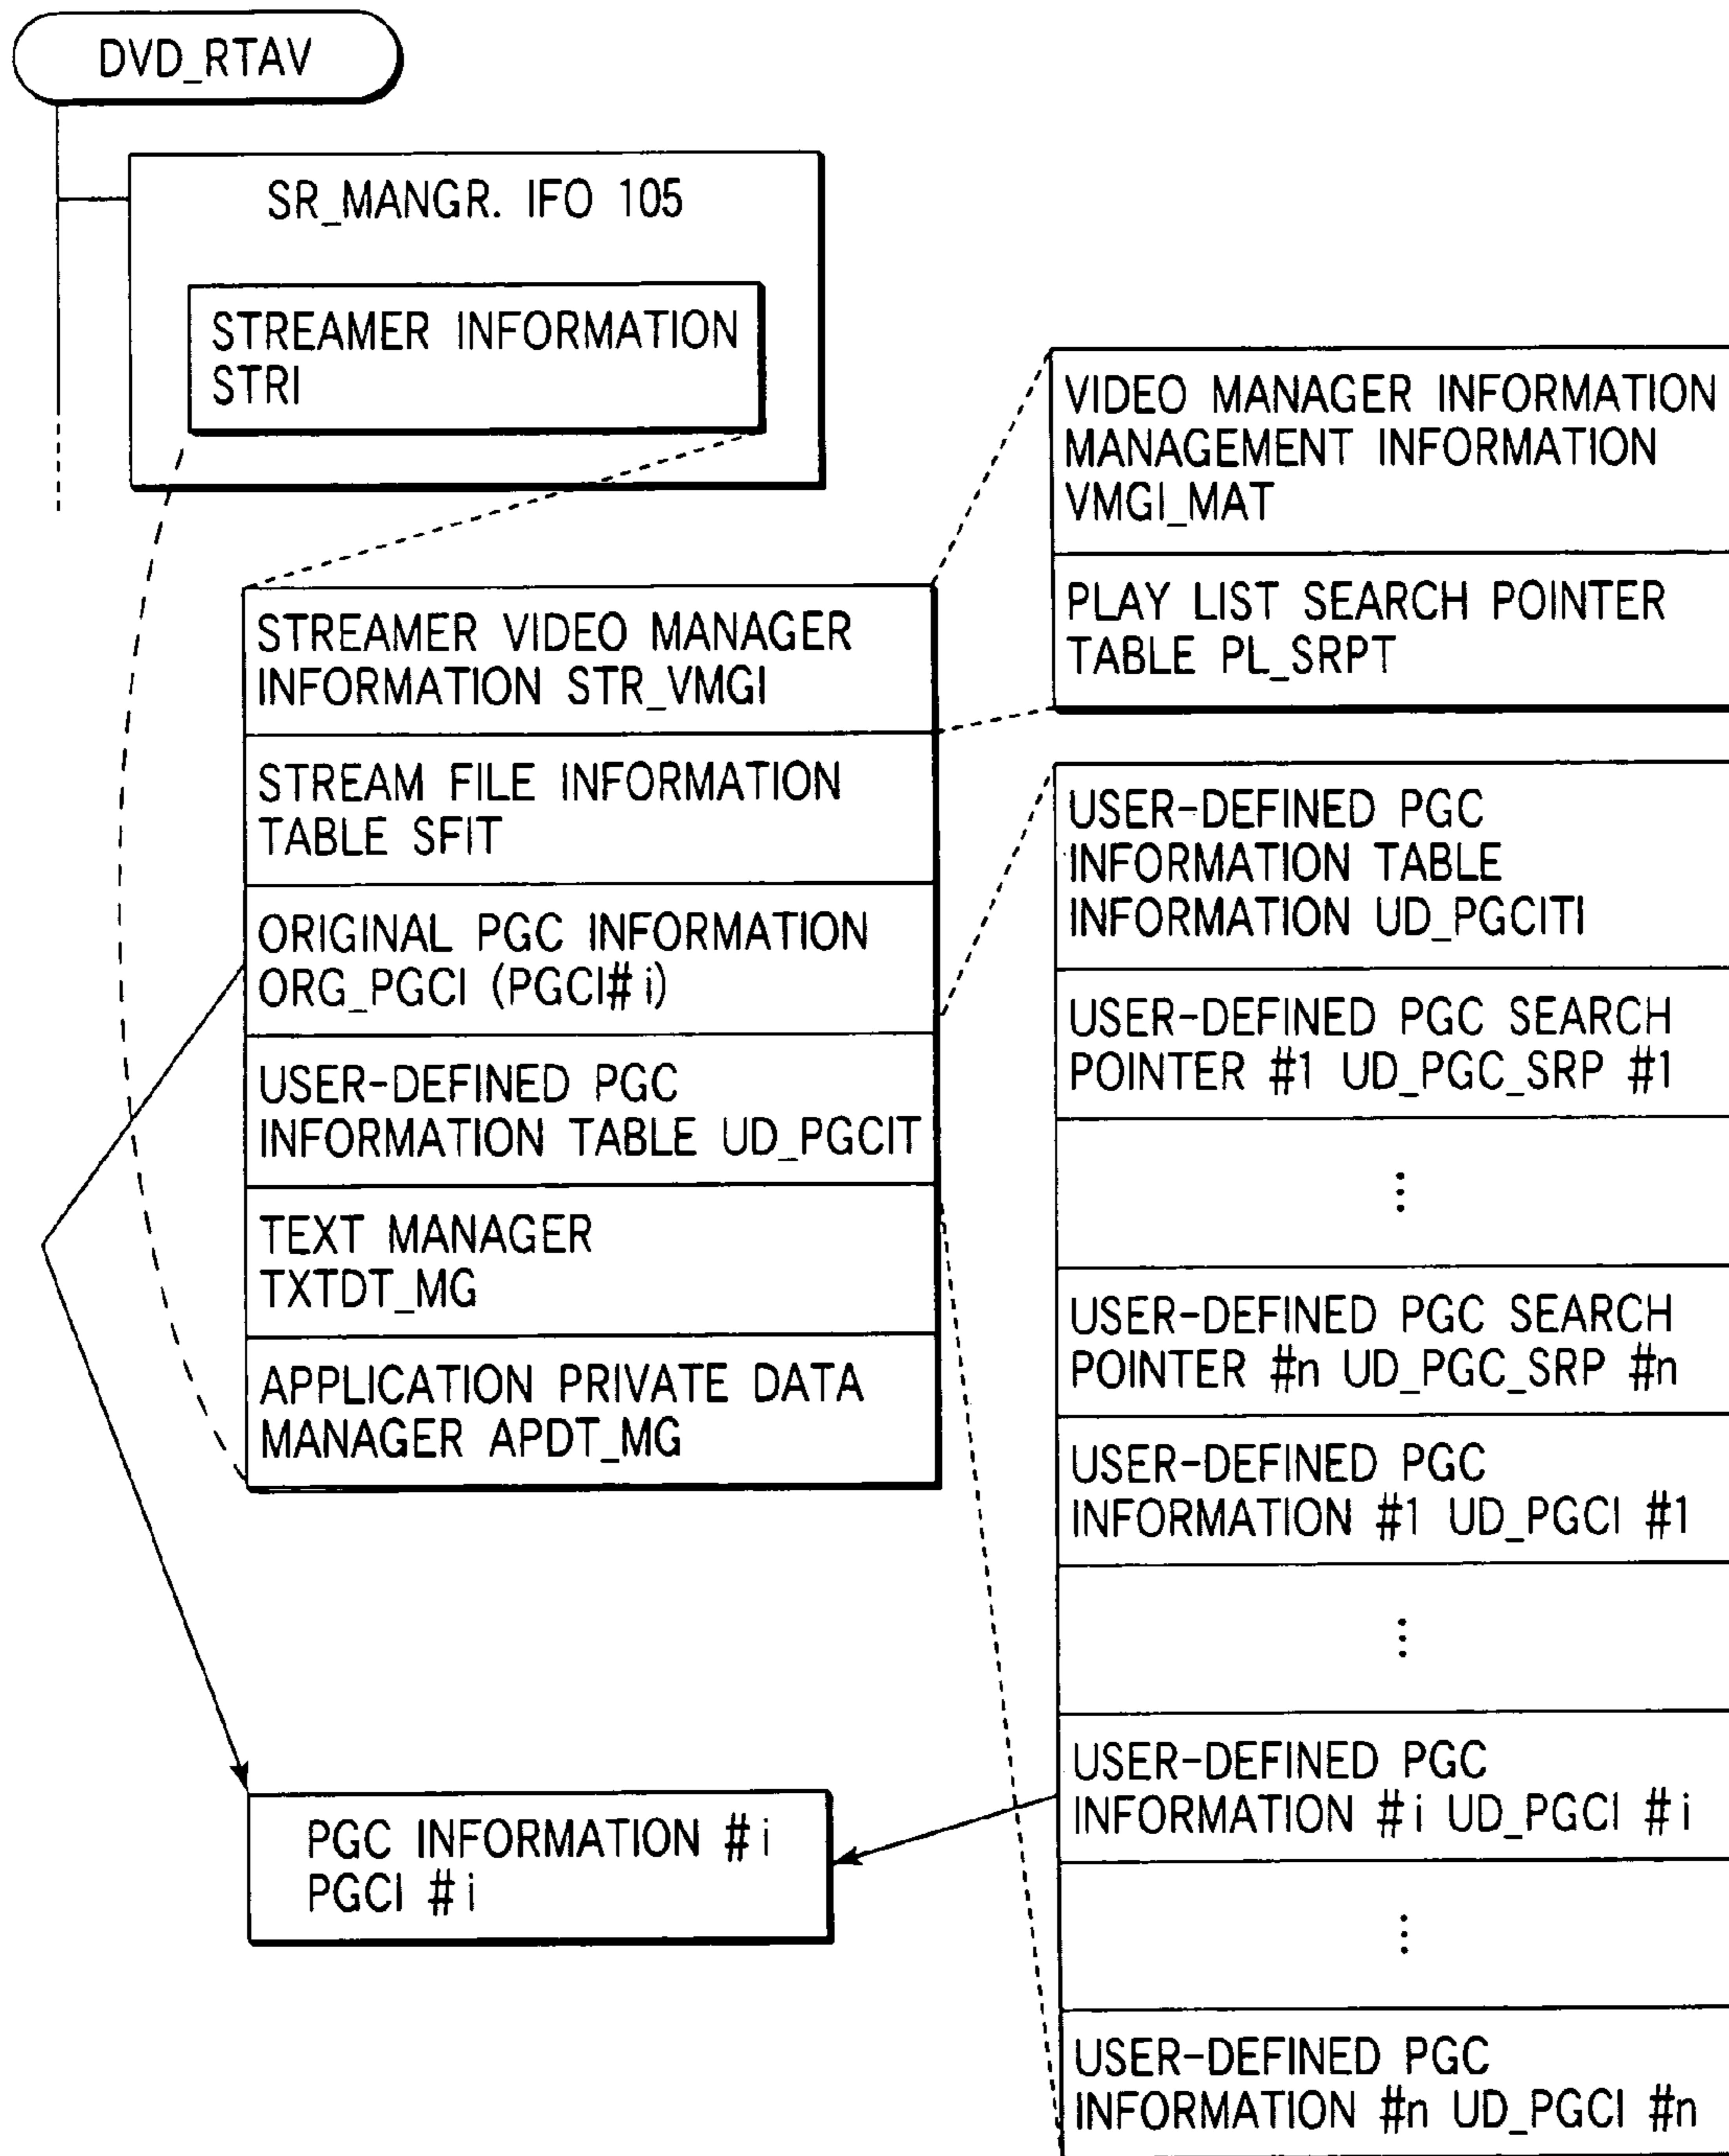 DVD_RTAV
SR_MANGR. IFO 105
STREAMER INFORMATION
STRI
STREAMER VIDEO MANAGER
INFORMATION STR_VMGI
STREAM FILE INFORMATION
TABLE SFIT
ORIGINAL PGC INFORMATION
ORG_PGCI (PGCI# i)
USER-DEFINED PGC
INFORMATION TABLE UD_PGCIT
TEXT MANAGER
TXTDT_MG
APPLICATION PRIVATE DATA
MANAGER APDT_MG
PGC INFORMATION # i
PGCI # i
VIDEO MANAGER INFORMATION
MANAGEMENT INFORMATION
VMGI_MAT
PLAY LIST SEARCH POINTER
TABLE PL_SRPT
USER-DEFINED PGC
INFORMATION TABLE
INFORMATION UD_PGCITI
USER-DEFINED PGC SEARCH
POINTER #1 UD_PGC_SRP #1
⋮
USER-DEFINED PGC SEARCH
POINTER #n UD_PGC_SRP #n
USER-DEFINED PGC
INFORMATION #1 UD_PGCI #1
⋮
USER-DEFINED PGC
INFORMATION # i UD_PGCI # i
⋮
USER-DEFINED PGC
INFORMATION #n UD_PGCI #n